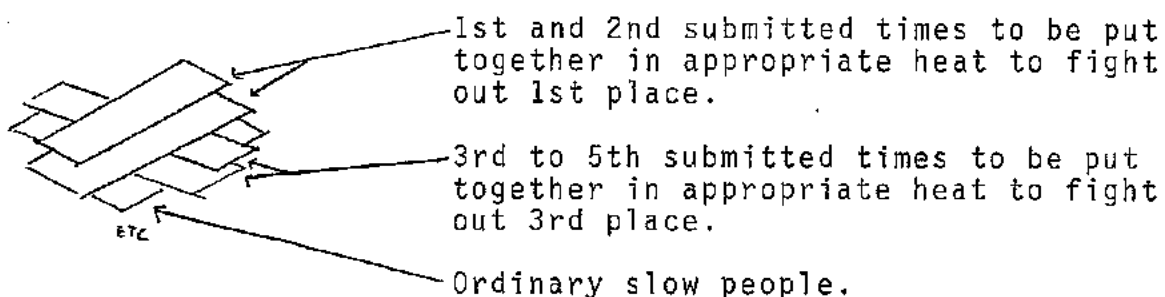 1st and 2nd submitted times to be put
together in appropriate heat to fight
out 1st place.
3rd to 5th submitted times to be put
together in appropriate heat to fight
out 3rd place.
ETC
Ordinary slow people.